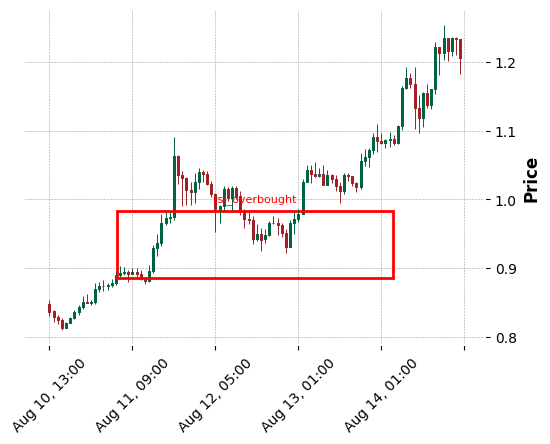 1.2
1.1
1.0
0.9
0.8
Price
overbought
Aug 10, 13:00
Aug 11, 09:00
Aug 12, 05:00
Aug 13, 01:00
Aug 14, 01:00